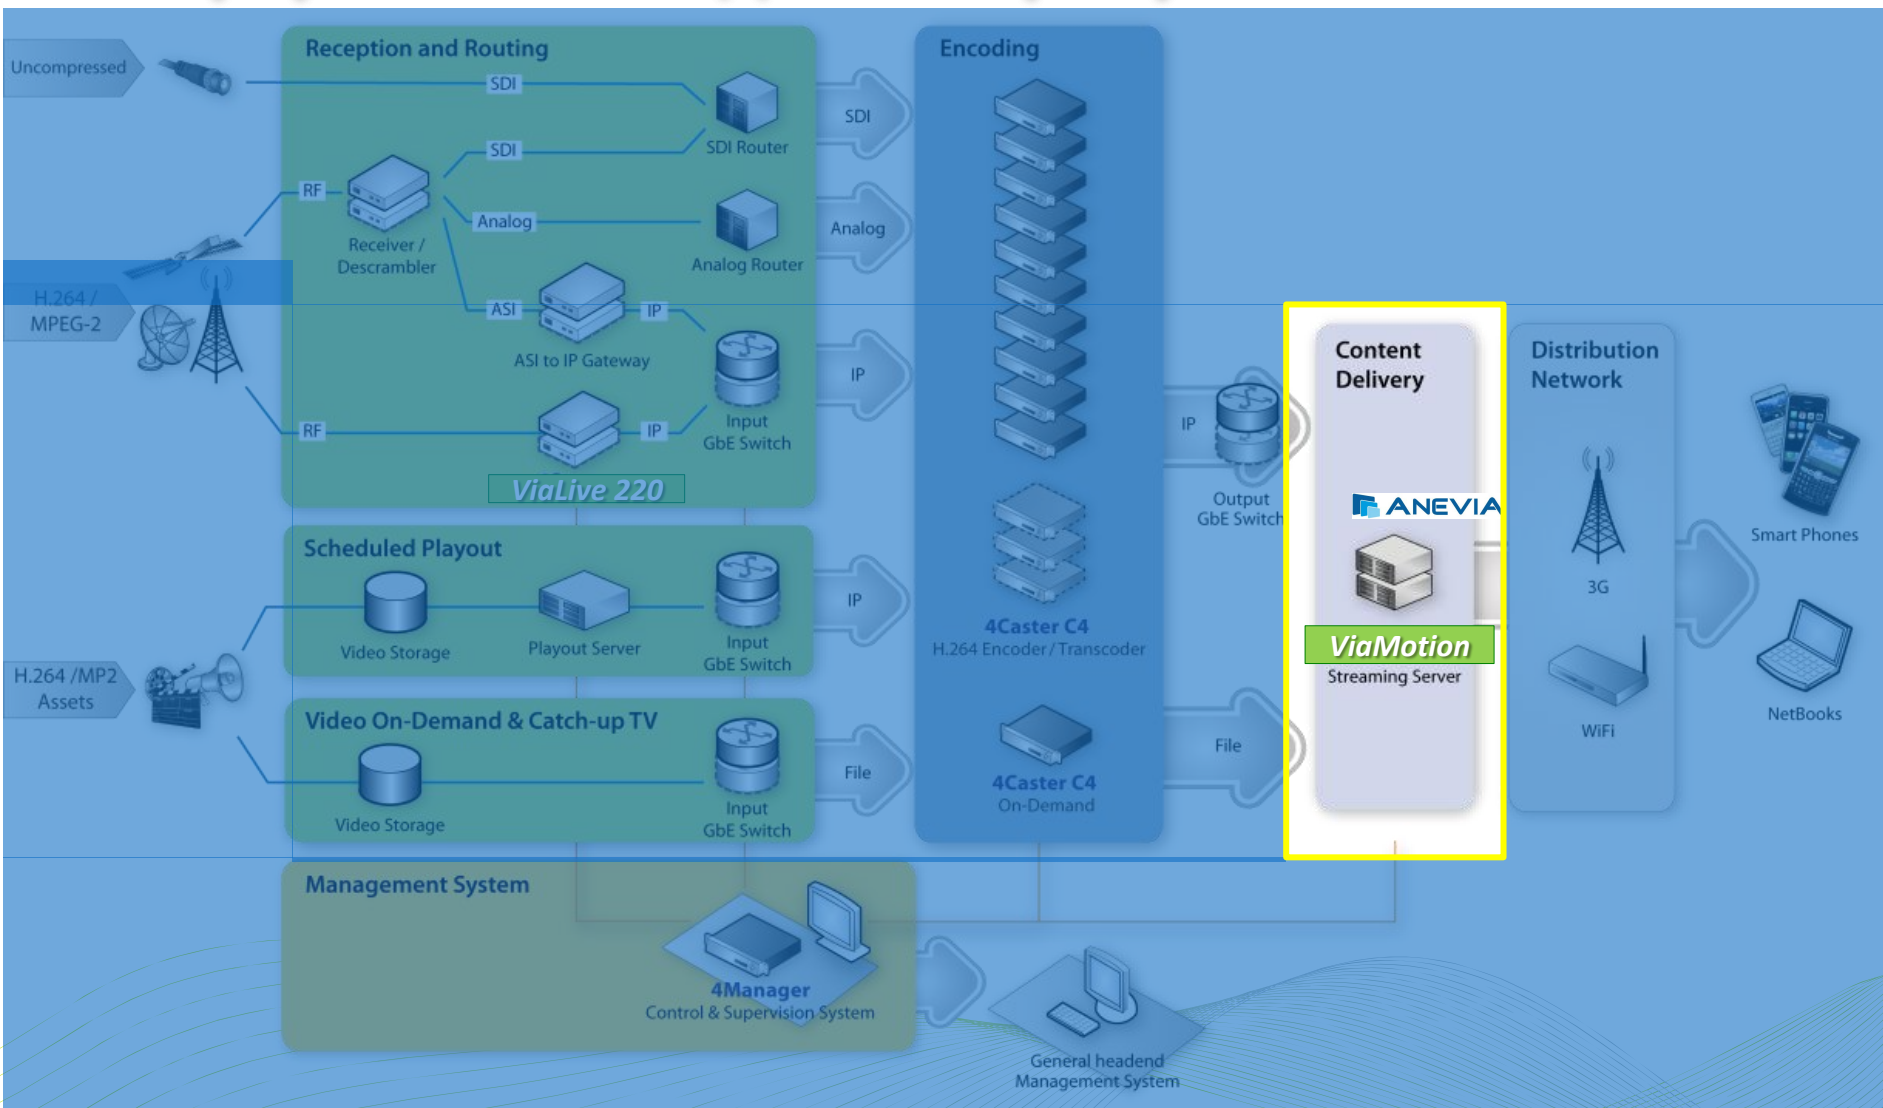 Uncompressed
H.264 /
MPEG-2
H.264 /MP2
Assets
Reception and Routing
SDI
SDI
RF
Analog
ASI
IP
RF
IP
Receiver /
Descrambler
SDI Router
Analog Router
ASI to IP Gateway
Input
GbE Switch
ViaLive 220
Scheduled Playout
Video Storage
Playout Server
Input
GbE Switch
Video On-Demand & Catch-up TV
Video Storage
Input
GbE Switch
SDI
Analog
IP
IP
File
Encoding
4Caster C4
H.264 Encoder / Transcoder
4Caster C4
On-Demand
IP
Output
GbE Switch
File
Content
Delivery
ANEVIA
ViaMotion
Streaming Server
Distribution
Network
3G
WiFi
Smart Phones
NetBooks
Management System
4Manager
Control & Supervision System
General headend
Management System